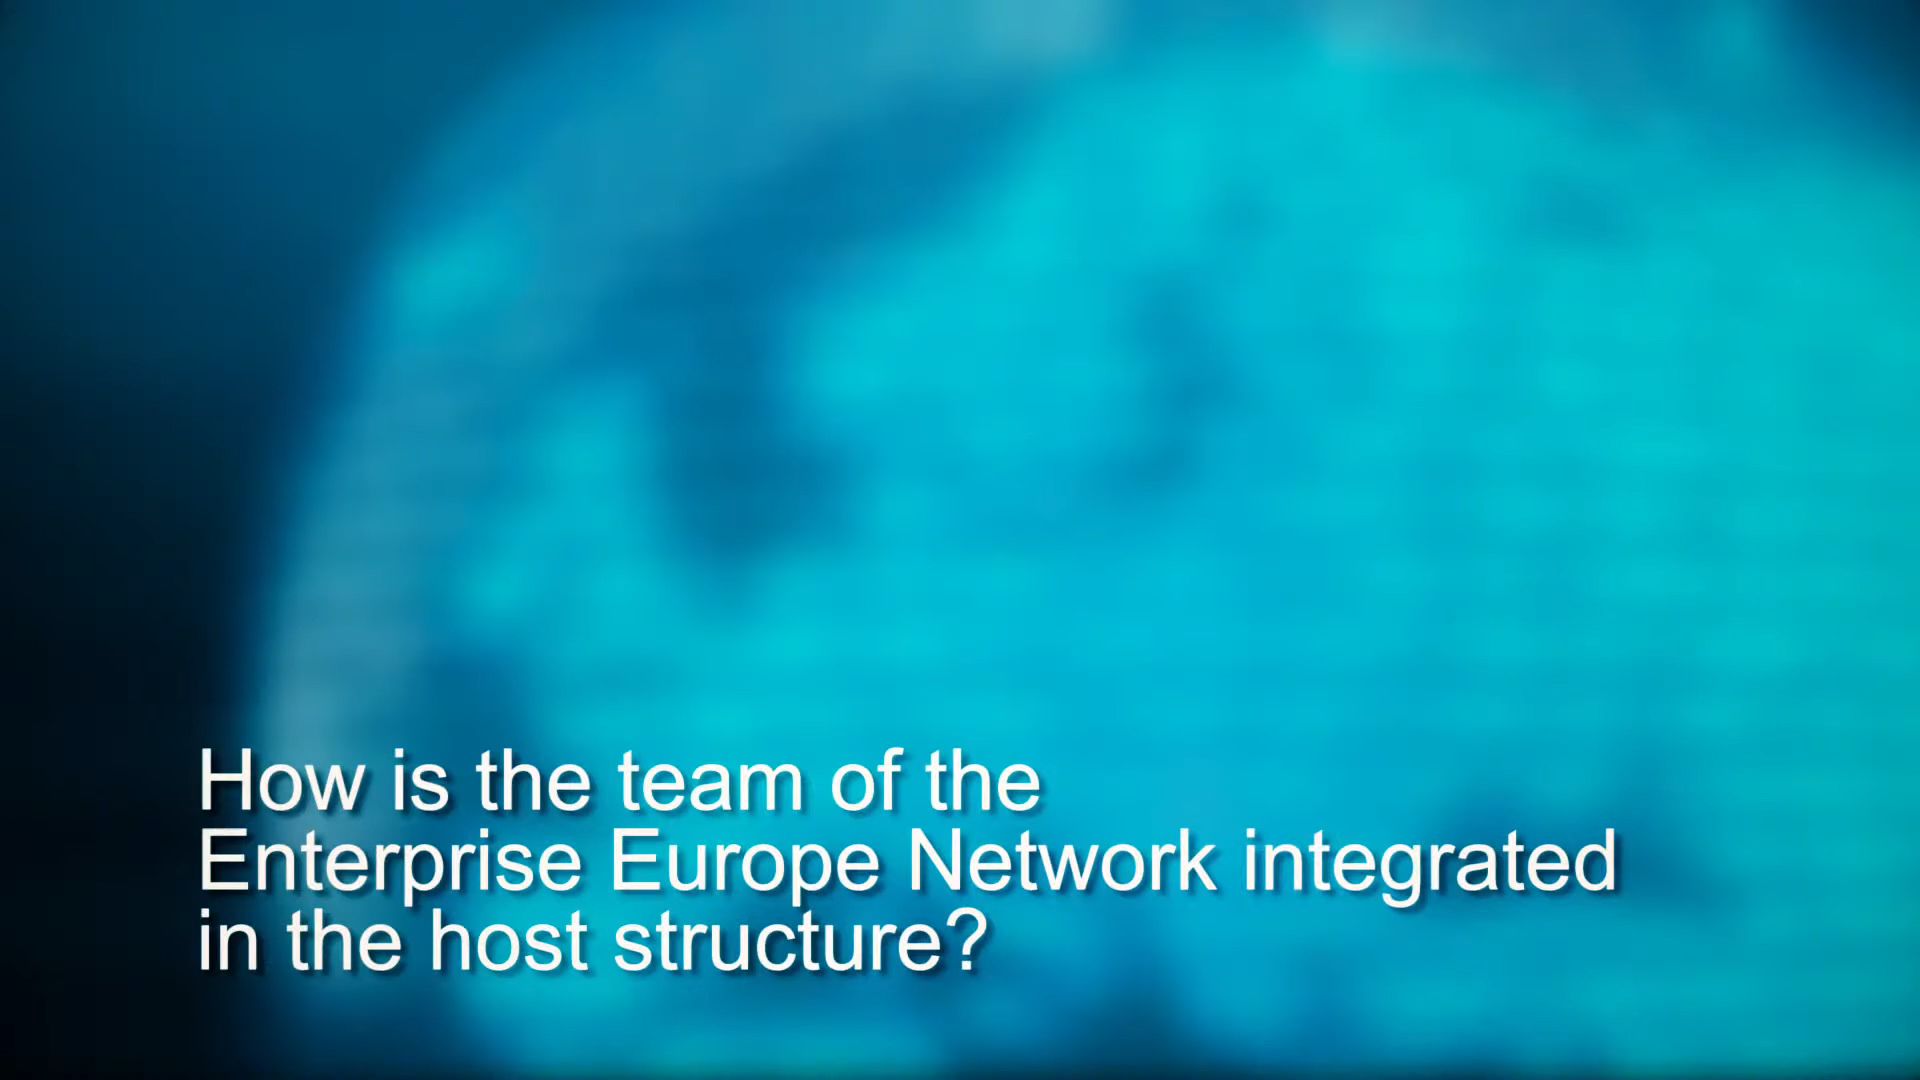 How is the team of the
Enterprise Europe Network integrated
in the host structure?